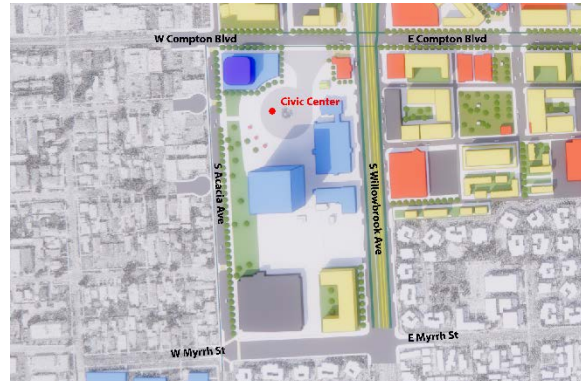 W Compton Blvd
E Compton Blvd
Civic Center
S Acacia Ave
S Willowbrook Ave
W Myrrh St
E Myrrh St